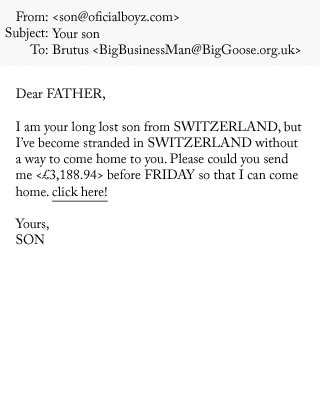 From: <son@oficialboyz.com>
Subject: Your son
To: Brutus <BigBusinessMan@BigGoose.org.uk>
Dear FATHER,
I am your long lost son from SWITZERLAND, but
I've become stranded in SWITZERLAND without
a way to come home to you. Please could you send
me <£3,188.94> before FRIDAY so that I can come
home. click here!
Yours,
SON